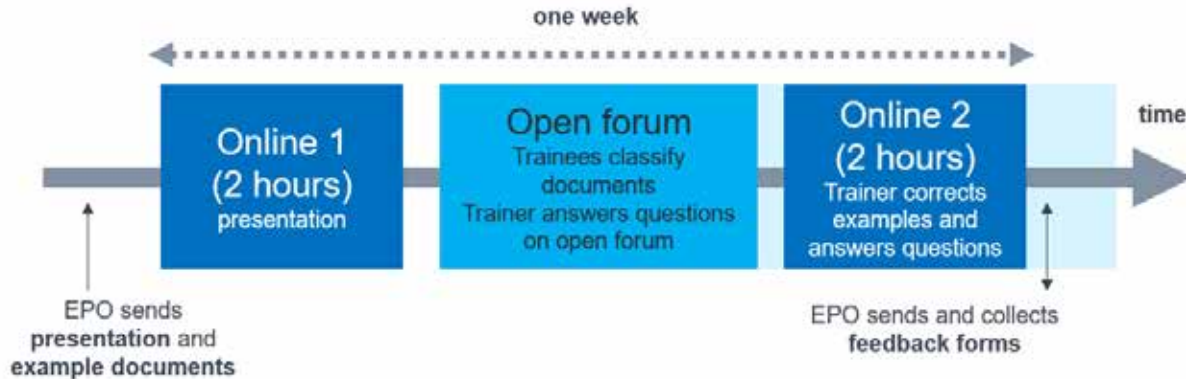 one week
time
Online 1
(2 hours)
presentation
Open forum
Trainees classify
documents
Trainer answers questions
on open forum
Online 2
(2 hours)
Trainer corrects
examples and
answers questions
EPO sends
presentation and
example documents
EPO sends and collects
feedback forms